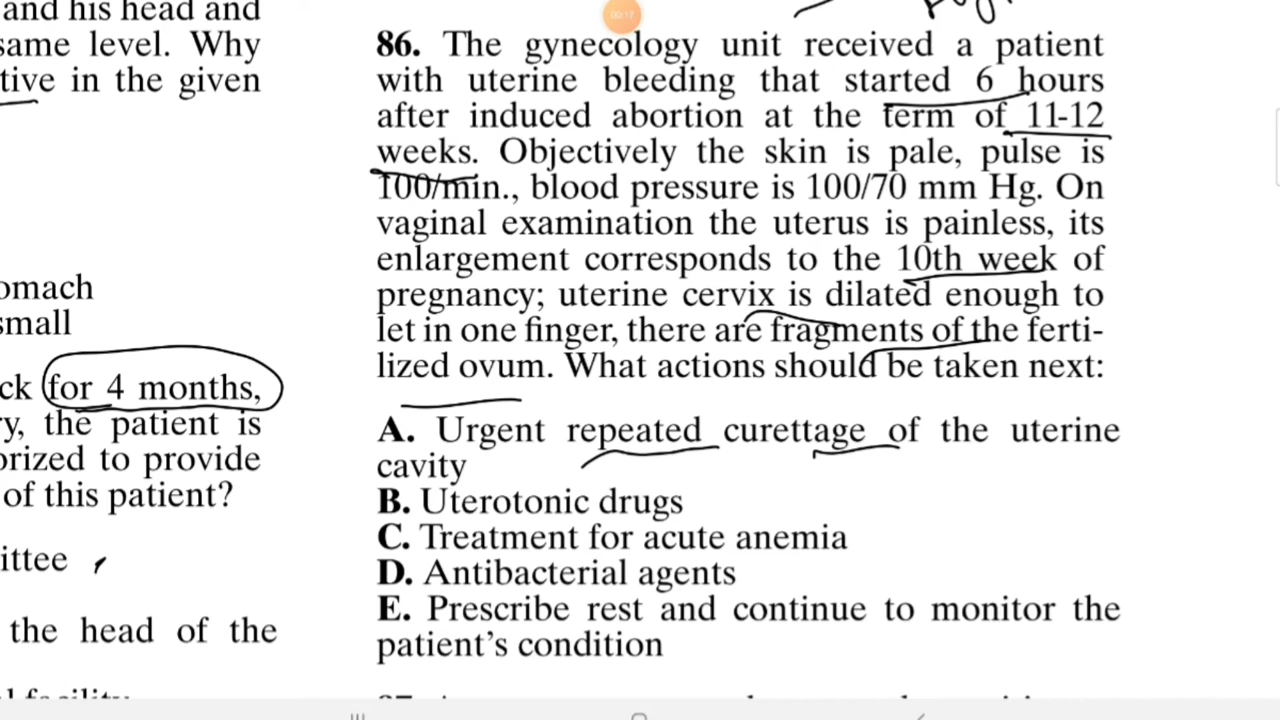 and his head and
same level. Why
tive in the given
omach
small
ck for 4 months,
y, the patient is
orized to provide
of this patient?
ittee
the head of the
00:17
86. The gynecology unit received a patient
with uterine bleeding that started 6 hours
after induced abortion at the term of 11-12
weeks. Objectively the skin is pale, pulse is
100/min., blood pressure is 100/70 mm Hg. On
vaginal examination the uterus is painless, its
enlargement corresponds to the 10th week of
pregnancy; uterine cervix is dilated enough to
let in one finger, there are fragments of the ferti-
lized ovum. What actions should be taken next:
A. Urgent repeated curettage of the uterine
cavity
B. Uterotonic drugs
C. Treatment for acute anemia
D. Antibacterial agents
E. Prescribe rest and continue to monitor the
patient's condition